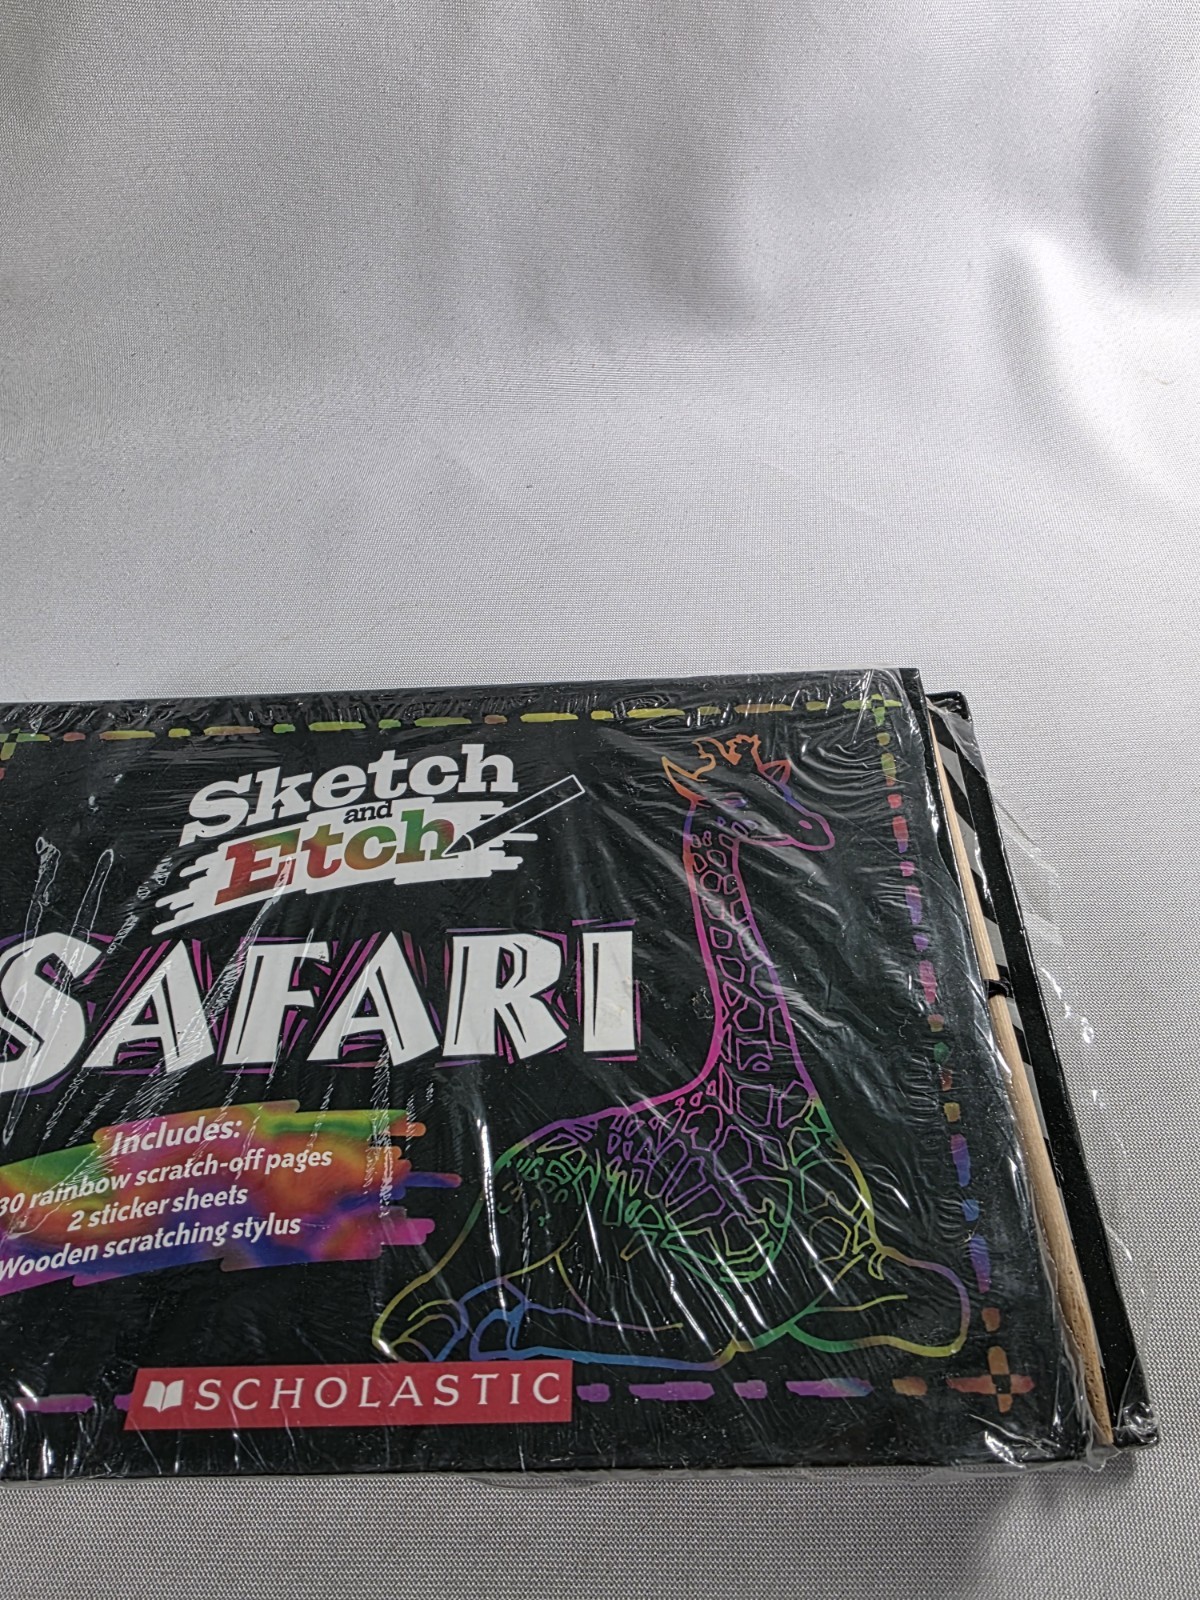 Sketch
and
Etch
SAFARI
Includes:
30 rainbow scratch-off pages
2 sticker sheets
Wooden scratching stylus
SCHOLASTIC